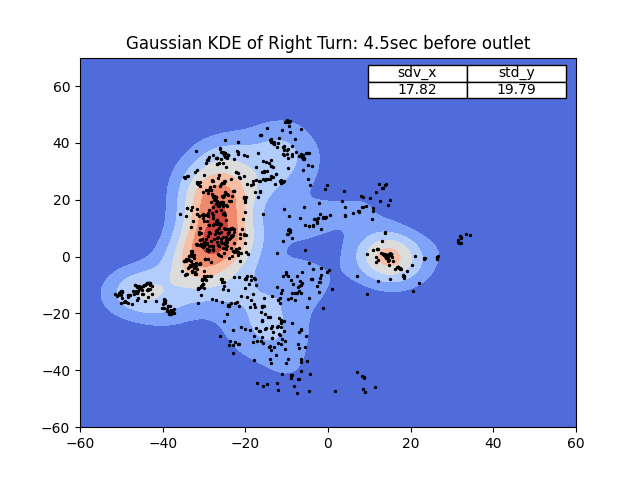 Gaussian KDE of Right Turn: 4.5sec before outlet
sdv_x std_y
17.82 19.79
60
40
20
0
−20
−40
−60
−60 −40 −20 0 20 40 60